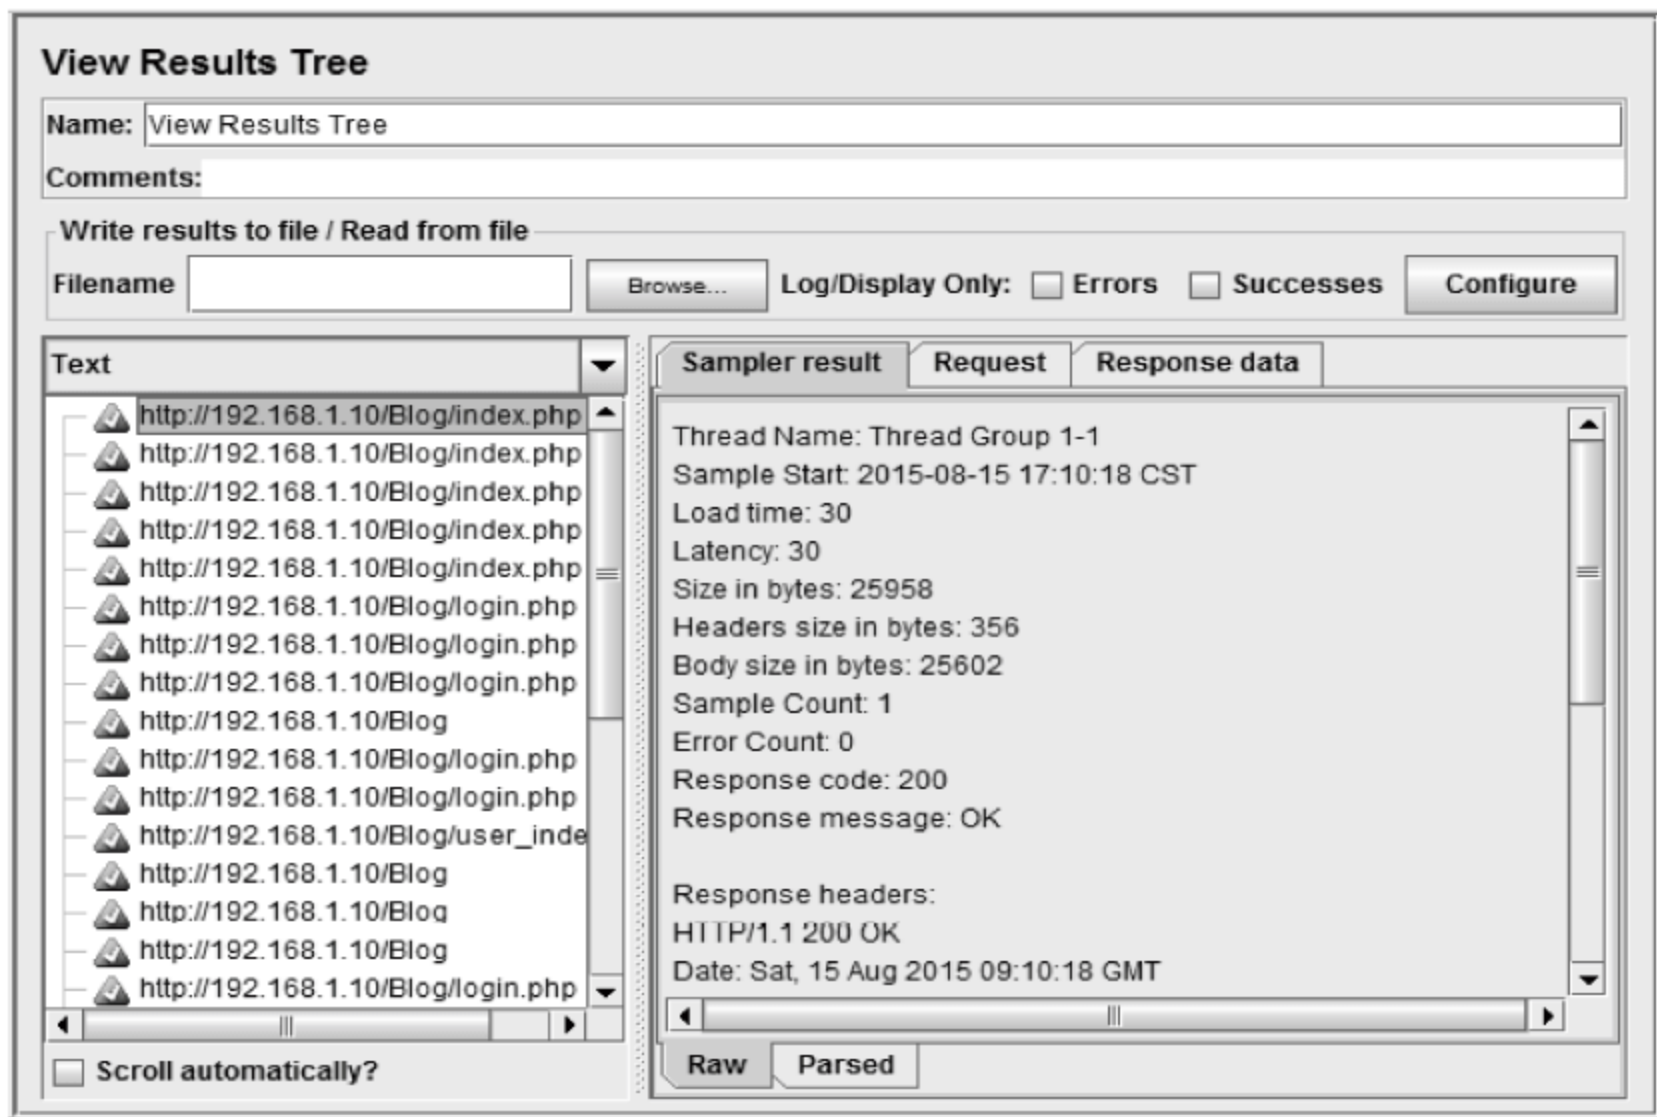 View Results Tree
Name: View Results Tree
Comments:
Write results to file / Read from file
Filename Browse... Log/Display Only: Errors Successes Configure
Text
http://192.168.1.10/Blog/index.php
http://192.168.1.10/Blog/index.php
http://192.168.1.10/Blog/index.php
http://192.168.1.10/Blog/index.php
http://192.168.1.10/Blog/index.php
http://192.168.1.10/Blog/login.php
http://192.168.1.10/Blog/login.php
http://192.168.1.10/Blog/login.php
http://192.168.1.10/Blog
http://192.168.1.10/Blog/login.php
http://192.168.1.10/Blog/login.php
http://192.168.1.10/Blog/user_inde
http://192.168.1.10/Blog
http://192.168.1.10/Blog
http://192.168.1.10/Blog
http://192.168.1.10/Blog/login.php
Scroll automatically?
Sampler result Request Response data
Thread Name: Thread Group 1-1
Sample Start: 2015-08-15 17:10:18 CST
Load time: 30
Latency: 30
Size in bytes: 25958
Headers size in bytes: 356
Body size in bytes: 25602
Sample Count: 1
Error Count: 0
Response code: 200
Response message: OK
Response headers:
HTTP/1.1 200 OK
Date: Sat, 15 Aug 2015 09:10:18 GMT
Raw Parsed